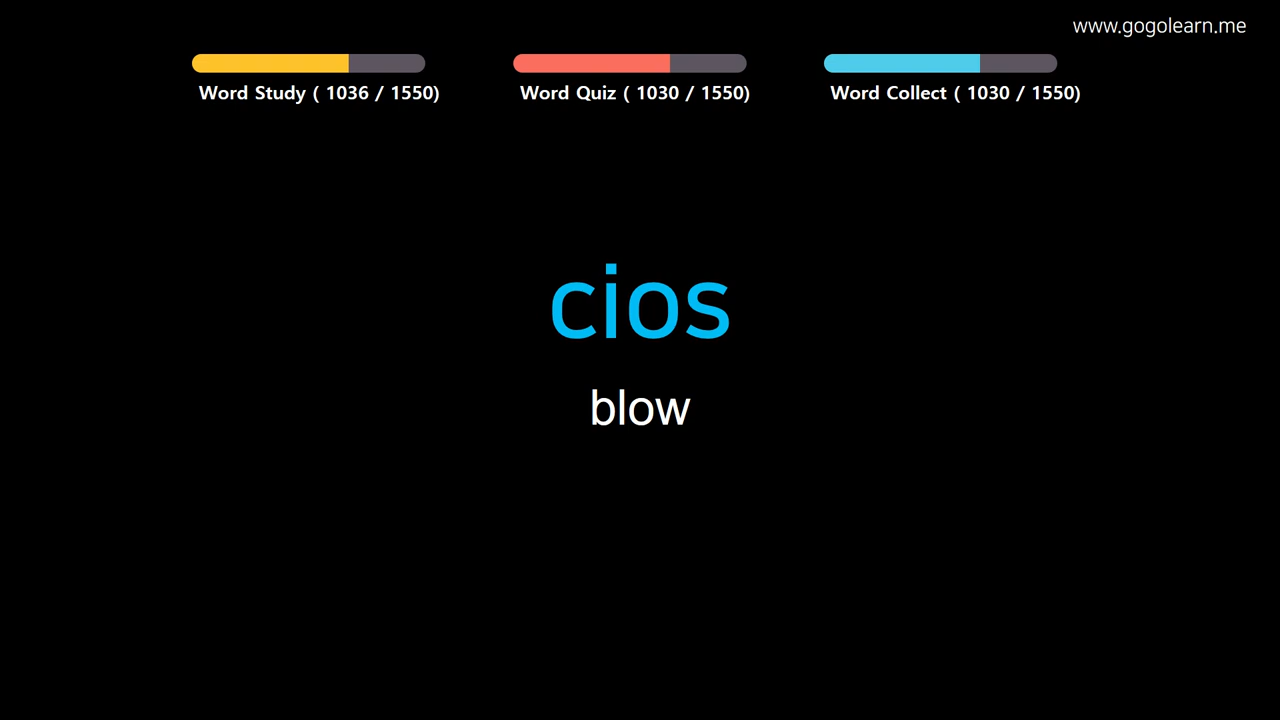 www.gogolearn.me
Word Study ( 1036 / 1550)
Word Quiz ( 1030 / 1550)
Word Collect ( 1030 / 1550)
cios
blow